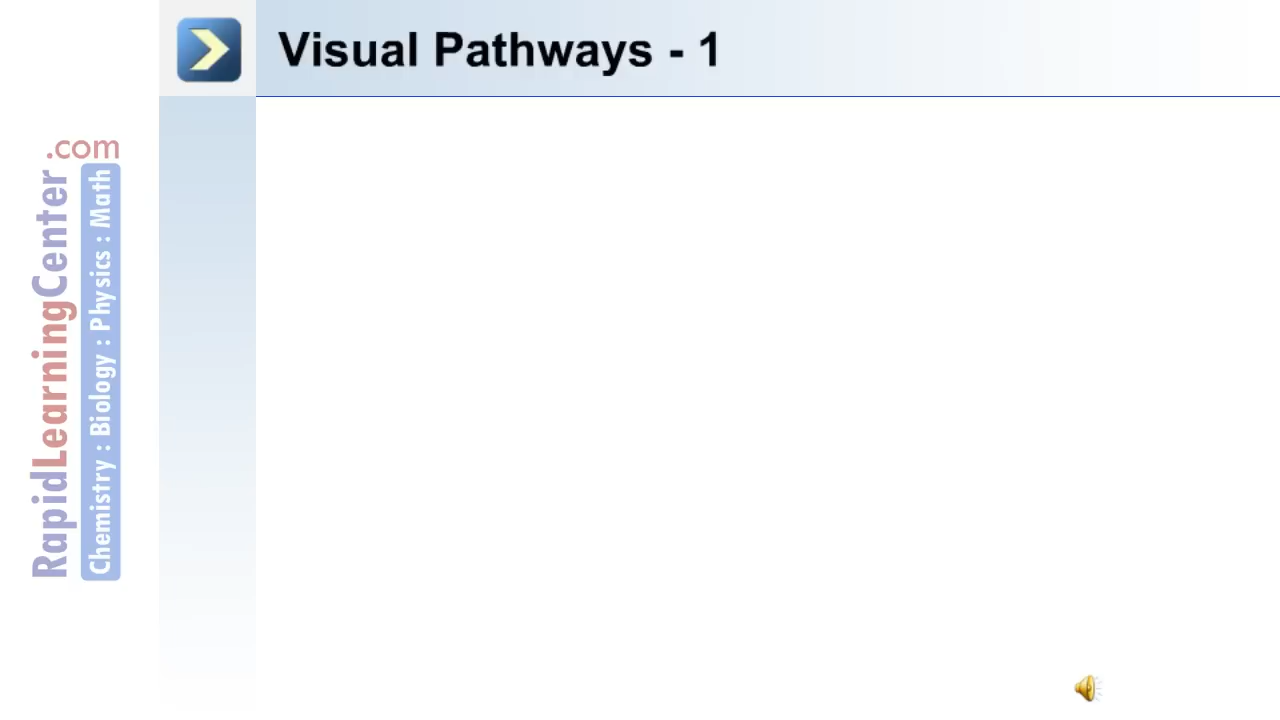 Visual Pathways - 1
RapidLearningCenter.com
Chemistry : Biology : Physics : Math